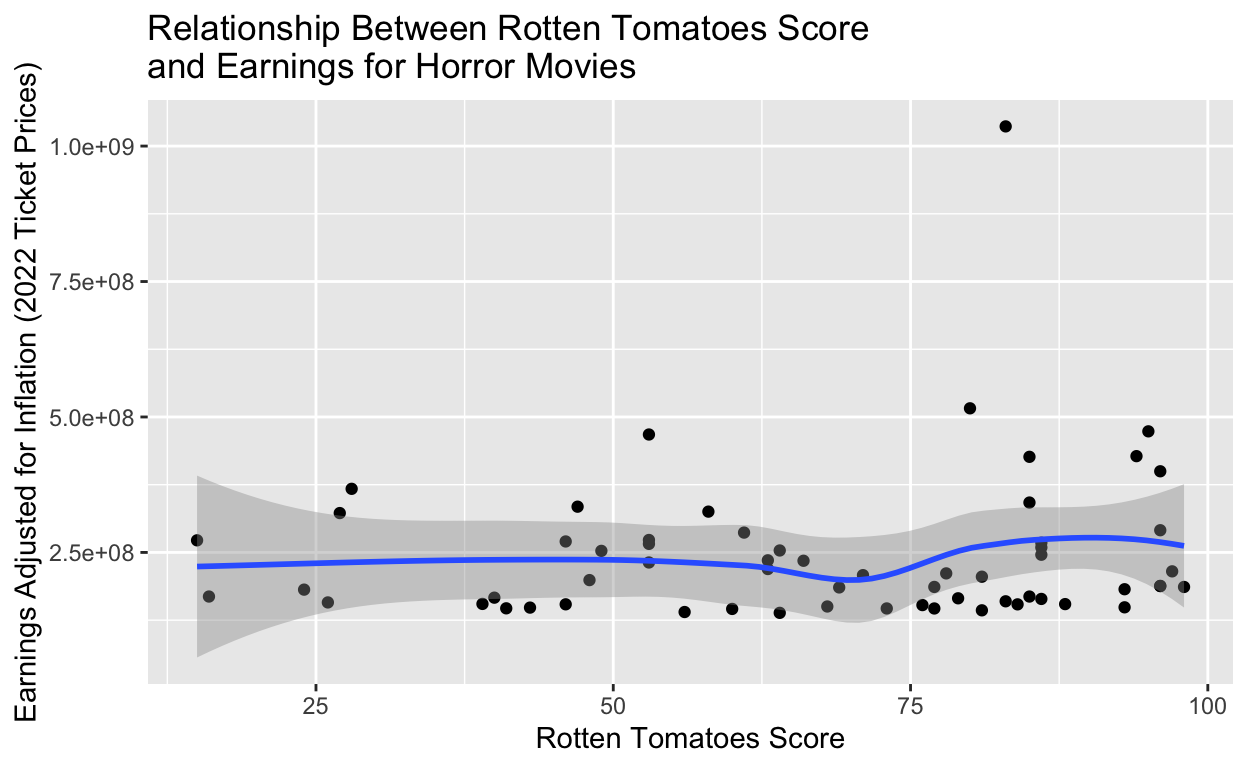 Relationship Between Rotten Tomatoes Score
and Earnings for Horror Movies
Earnings Adjusted for Inflation (2022 Ticket Prices)
1.0e+09
7.5e+08
5.0e+08
2.5e+08
25 50 75 100
Rotten Tomatoes Score